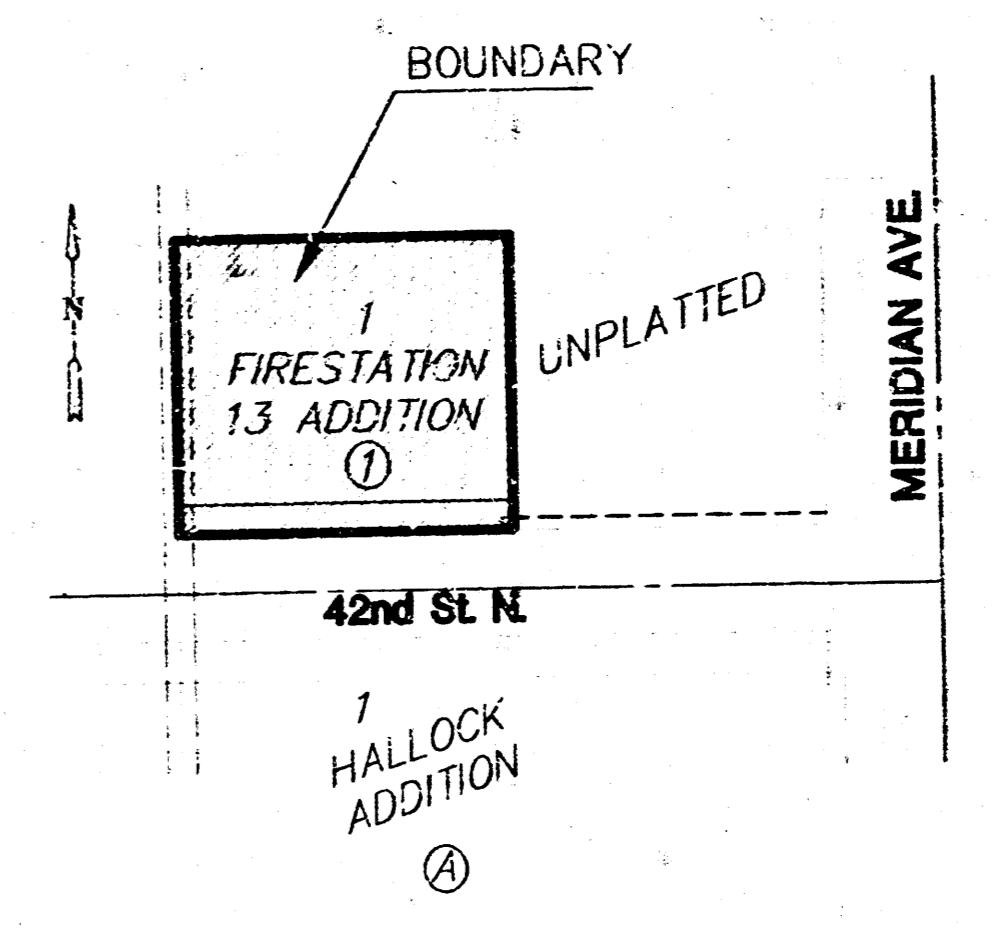 BOUNDARY
N
1
FIRESTATION
13 ADDITION
1
UNPLATTED
MERIDIAN AVE.
42nd St. N.
1
HALLOCK
ADDITION
A